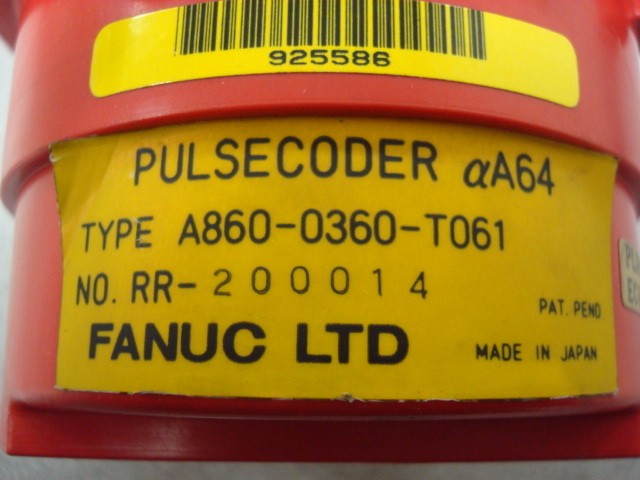 925586
PULSECODER αA64
TYPE A860-0360-T061
NO. RR-200014
PAT. PEND.
FANUC LTD
MADE IN JAPAN